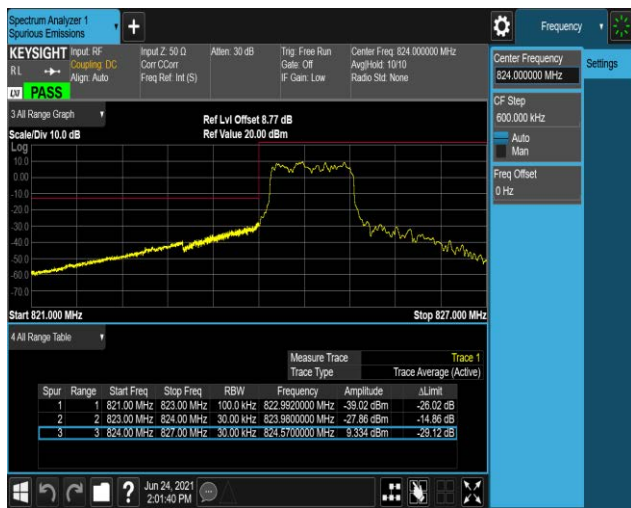 Spectrum Analyzer 1
Spurious Emissions
+
Frequency
KEYSIGHT
Input: RF
Input Z: 50 Ω
Atten: 30 dB
Trig: Free Run
Center Freq: 824.000000 MHz
RL
Coupling: DC
Corr CCorr
Gate: Off
Avg|Hold: 10/10
Align: Auto
Freq Ref: Int (S)
IF Gain: Low
Radio Std: None
LXI
PASS
3 All Range Graph
Ref Lvl Offset 8.77 dB
Scale/Div 10.0 dB
Ref Value 20.00 dBm
Log
10.0
0.00
-10.0
-20.0
-30.0
-40.0
-50.0
-60.0
-70.0
Start 821.000 MHz
Stop 827.000 MHz
4 All Range Table
Measure Trace Trace 1
Trace Type Trace Average (Active)
Spur Range Start Freq Stop Freq RBW Frequency Amplitude ΔLimit
1 1 821.00 MHz 823.00 MHz 100.0 kHz 822.9920000 MHz -39.02 dBm -26.02 dB
2 2 823.00 MHz 824.00 MHz 30.00 kHz 823.9800000 MHz -27.86 dBm -14.86 dB
3 3 824.00 MHz 827.00 MHz 30.00 kHz 824.5700000 MHz 9.334 dBm -29.12 dB
?
Jun 24, 2021
2:01:40 PM
Center Frequency
824.000000 MHz
Settings
CF Step
600.000 kHz
Auto
Man
Freq Offset
0 Hz